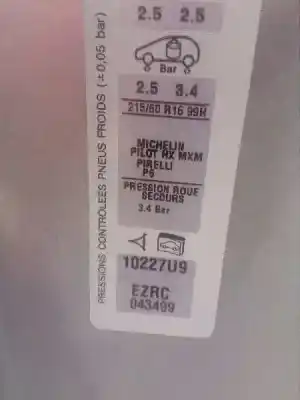 2.5 2.5
Bar
2.5 3.4
215/60 R16 99H
MICHELIN
PILOT HX MXM
PIRELLI
P6
PRESSION ROUE
SECOURS
3.4 Bar
10227U9
EZRC
043499
PRESSIONS CONTROLEES PNEUS FROIDS (±0,05 bar)